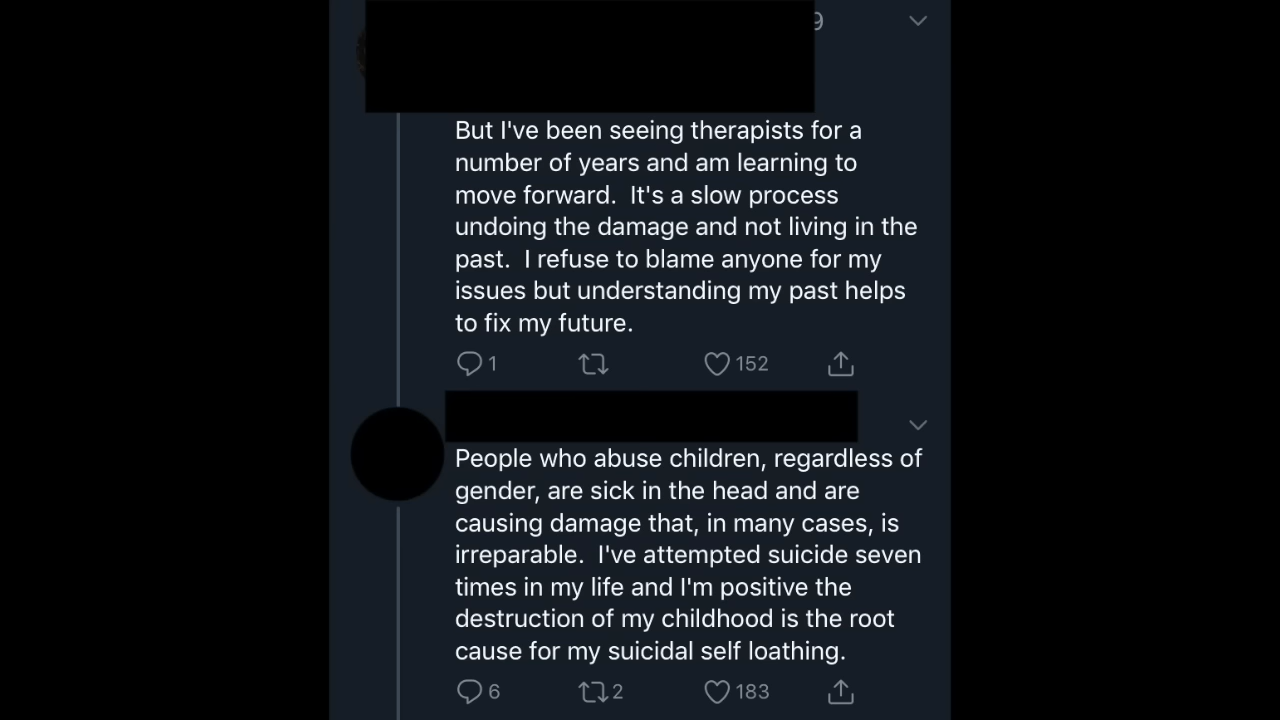 9
But I've been seeing therapists for a
number of years and am learning to
move forward.  It's a slow process
undoing the damage and not living in the
past.  I refuse to blame anyone for my
issues but understanding my past helps
to fix my future.
1 152
People who abuse children, regardless of
gender, are sick in the head and are
causing damage that, in many cases, is
irreparable.  I've attempted suicide seven
times in my life and I'm positive the
destruction of my childhood is the root
cause for my suicidal self loathing.
6 2 183